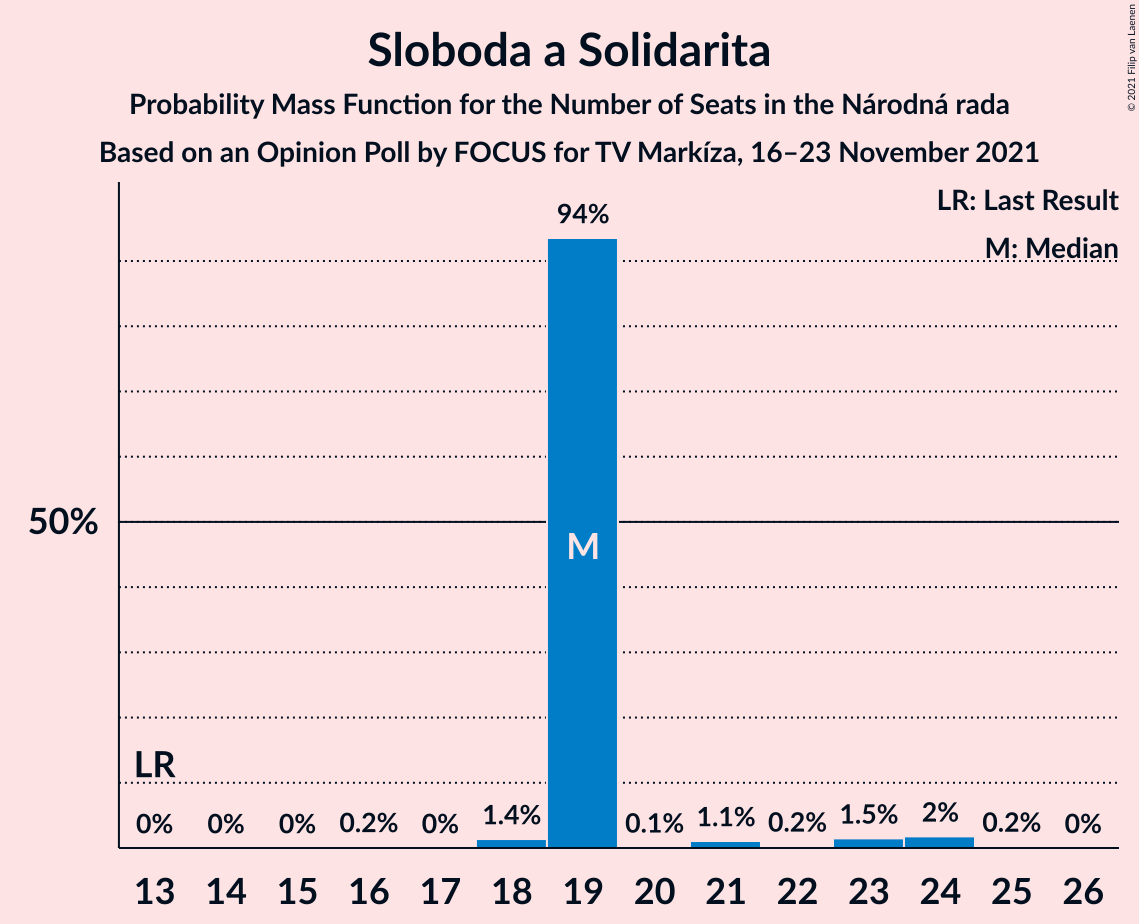 Sloboda a Solidarita
Probability Mass Function for the Number of Seats in the Národná rada
Based on an Opinion Poll by FOCUS for TV Markíza, 16–23 November 2021
© 2021 Filip van Laenen
LR: Last Result
M: Median
94%
50%
M
LR
0% 0% 0% 0.2% 0% 1.4% 0.1% 1.1% 0.2% 1.5% 2% 0.2% 0%
13 14 15 16 17 18 19 20 21 22 23 24 25 26